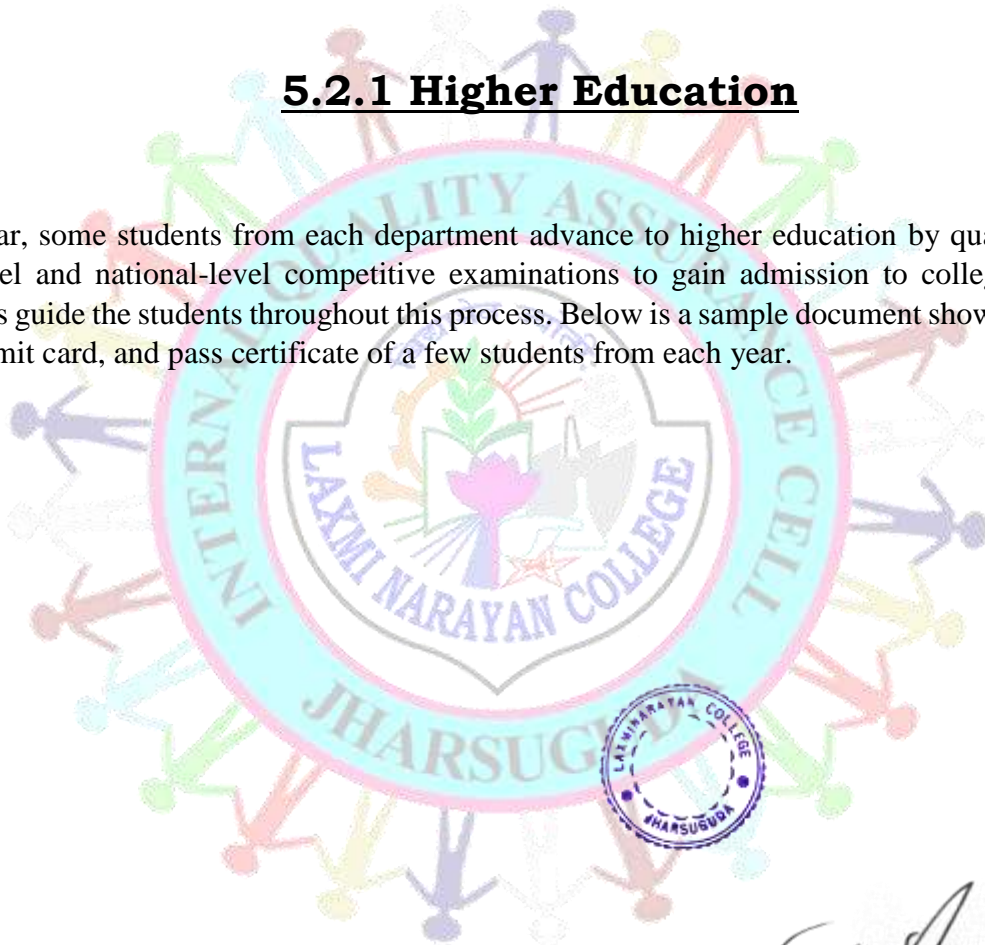 5.2.1 Higher Education
ar, some students from each department advance to higher education by qua
el and national-level competitive examinations to gain admission to colleg
s guide the students throughout this process. Below is a sample document show
mit card, and pass certificate of a few students from each year.
INTERNAL QUALITY ASSURANCE CELL
LAXMI NARAYAN COLLEGE
JHARSUGUDA
LAXMINARAYAN COLLEGE
JHARSUGUDA